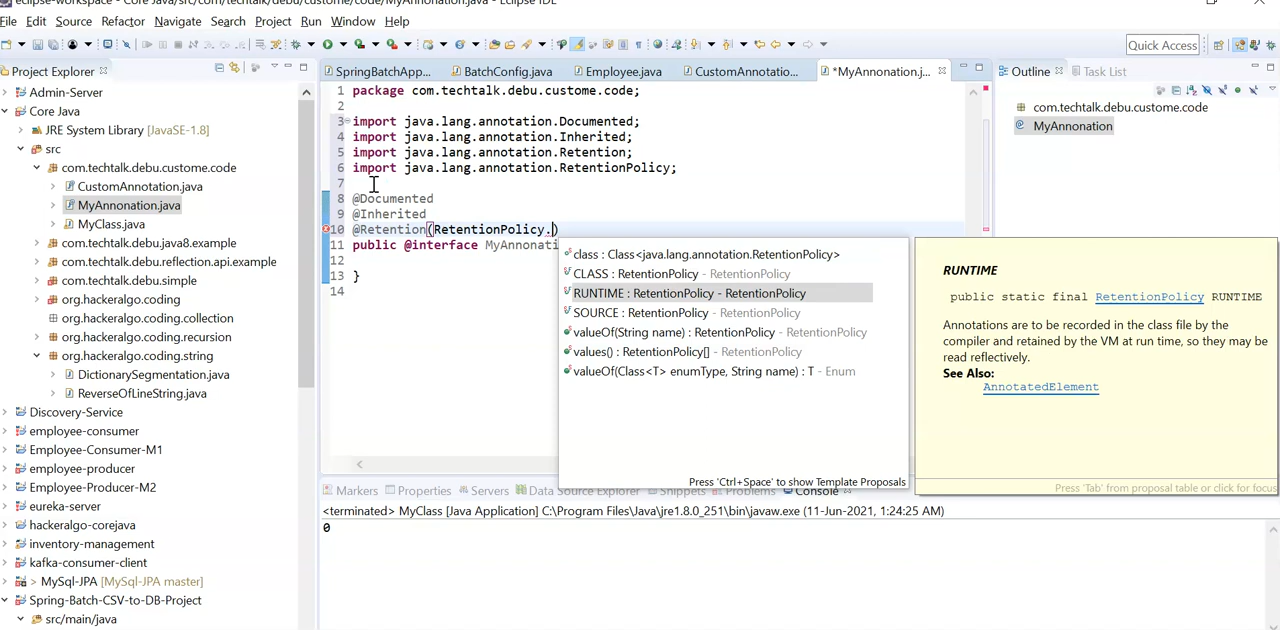 eclipse-workspace - Core Java/src/com/techtalk/debu/custome/code/MyAnnonation.java - Eclipse IDE
File Edit Source Refactor Navigate Search Project Run Window Help
Quick Access
Project Explorer
SpringBatchApp...
BatchConfig.java
Employee.java
CustomAnnotatio...
*MyAnnonation.j...
Outline
Task List
Admin-Server
Core Java
JRE System Library [JavaSE-1.8]
src
com.techtalk.debu.custome.code
CustomAnnotation.java
MyAnnonation.java
MyClass.java
com.techtalk.debu.java8.example
com.techtalk.debu.reflection.api.example
com.techtalk.debu.simple
org.hackeralgo.coding
org.hackeralgo.coding.collection
org.hackeralgo.coding.recursion
org.hackeralgo.coding.string
DictionarySegmentation.java
ReverseOfLineString.java
Discovery-Service
employee-consumer
Employee-Consumer-M1
employee-producer
Employee-Producer-M2
eureka-server
hackeralgo-corejava
inventory-management
kafka-consumer-client
> MySql-JPA [MySql-JPA master]
Spring-Batch-CSV-to-DB-Project
src/main/java
1 package com.techtalk.debu.custome.code;
2
3 import java.lang.annotation.Documented;
4 import java.lang.annotation.Inherited;
5 import java.lang.annotation.Retention;
6 import java.lang.annotation.RetentionPolicy;
7
8 @Documented
9 @Inherited
10 @Retention(RetentionPolicy.)
11 public @interface MyAnnonati
12
13 }
14
class : Class<java.lang.annotation.RetentionPolicy>
CLASS : RetentionPolicy - RetentionPolicy
RUNTIME : RetentionPolicy - RetentionPolicy
SOURCE : RetentionPolicy - RetentionPolicy
valueOf(String name) : RetentionPolicy - RetentionPolicy
values() : RetentionPolicy[] - RetentionPolicy
valueOf(Class<T> enumType, String name) : T - Enum
Press 'Ctrl+Space' to show Template Proposals
com.techtalk.debu.custome.code
MyAnnonation
RUNTIME
public static final RetentionPolicy RUNTIME
Annotations are to be recorded in the class file by the
compiler and retained by the VM at run time, so they may be
read reflectively.
See Also:
AnnotatedElement
Press 'Tab' from proposal table or click for focus
Markers
Properties
Servers
Data Source Explorer
Snippets
Problems
Console
<terminated> MyClass [Java Application] C:\Program Files\Java\jre1.8.0_251\bin\javaw.exe (11-Jun-2021, 1:24:25 AM)
0